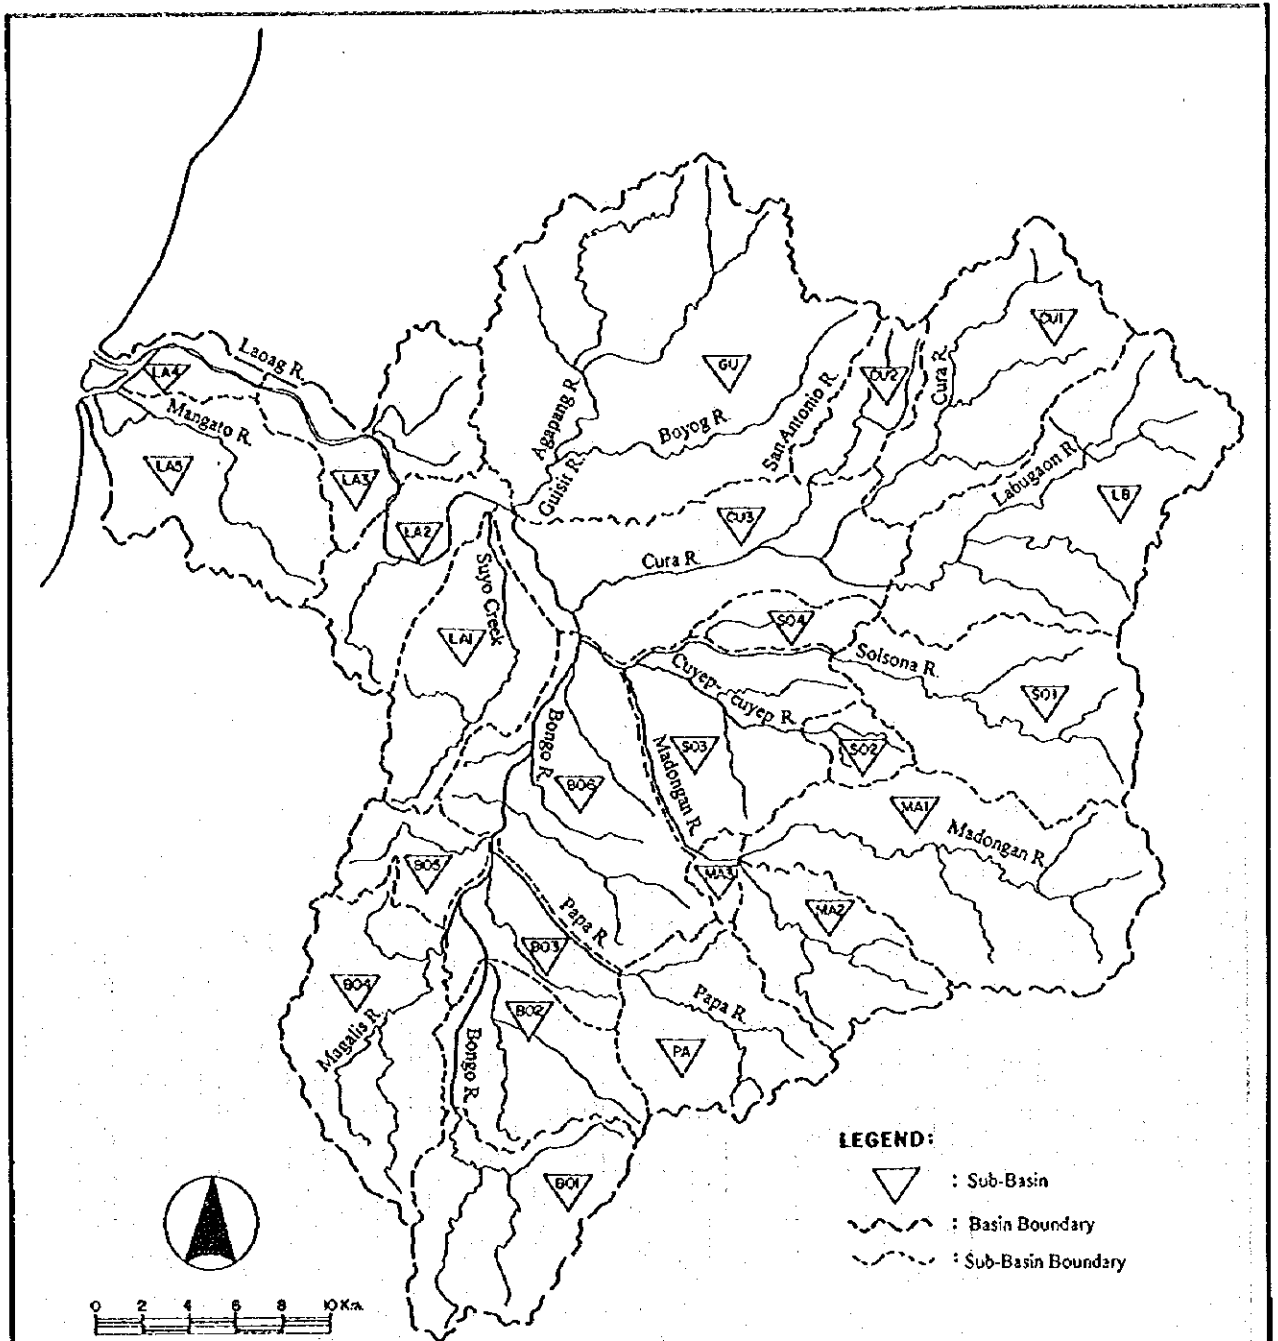 CU1
Laoag R.
GU
CU2
Cura R.
LA4
Mangato R.
Agapang R.
Boyog R.
San Antonio R.
Guisit R.
Labugaon R.
LA5
LA3
LB
LA2
CU3
Cura R.
Suyo Creek
LA1
SO4
Solsona R.
Cuyep-cuyep R.
SO1
Bongo R.
SO3
SO2
Madongan R.
BO6
MA1
Madongan R.
BO5
MA3
MA2
Papa R.
BO3
BO4
Papa R.
BO2
Magalis R.
Bongo R.
PA
BO1
LEGEND:
: Sub-Basin
: Basin Boundary
: Sub-Basin Boundary
0 2 4 6 8 10 Km.